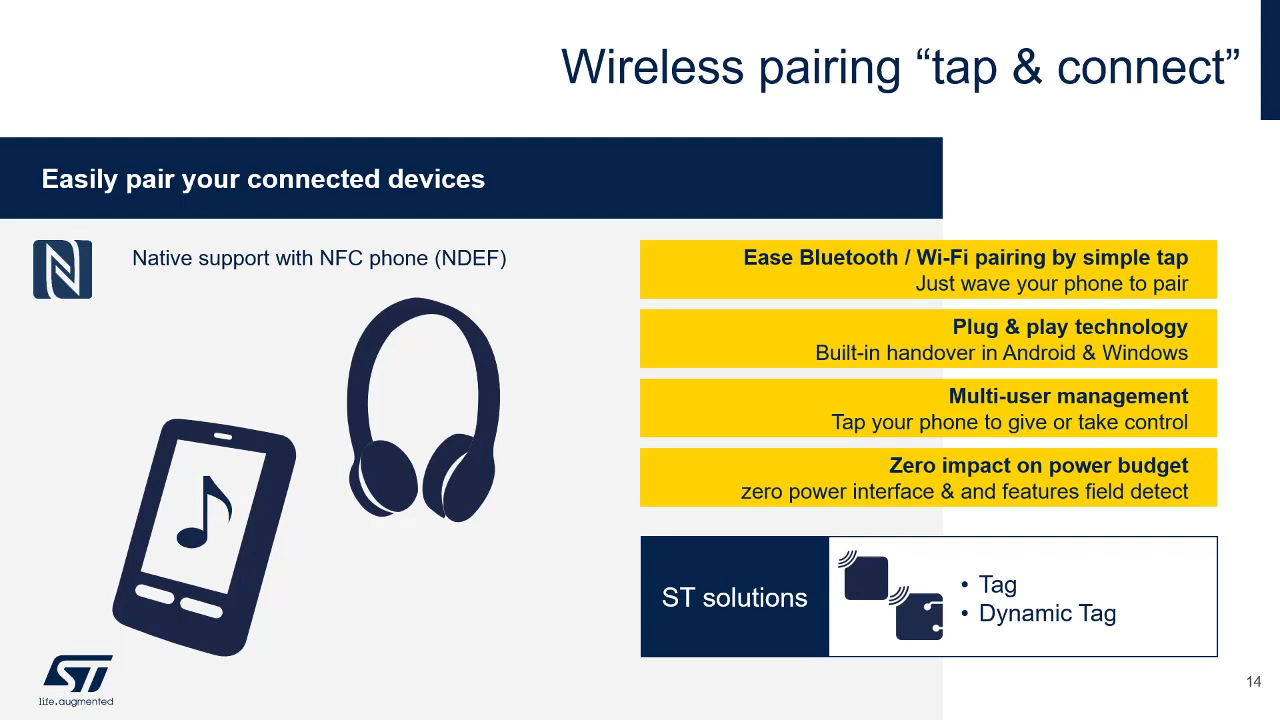 Wireless pairing “tap & connect”
Easily pair your connected devices
Native support with NFC phone (NDEF)
Ease Bluetooth / Wi-Fi pairing by simple tap
Just wave your phone to pair
Plug & play technology
Built-in handover in Android & Windows
Multi-user management
Tap your phone to give or take control
Zero impact on power budget
zero power interface & and features field detect
ST solutions
• Tag
• Dynamic Tag
ST
life.augmented
14